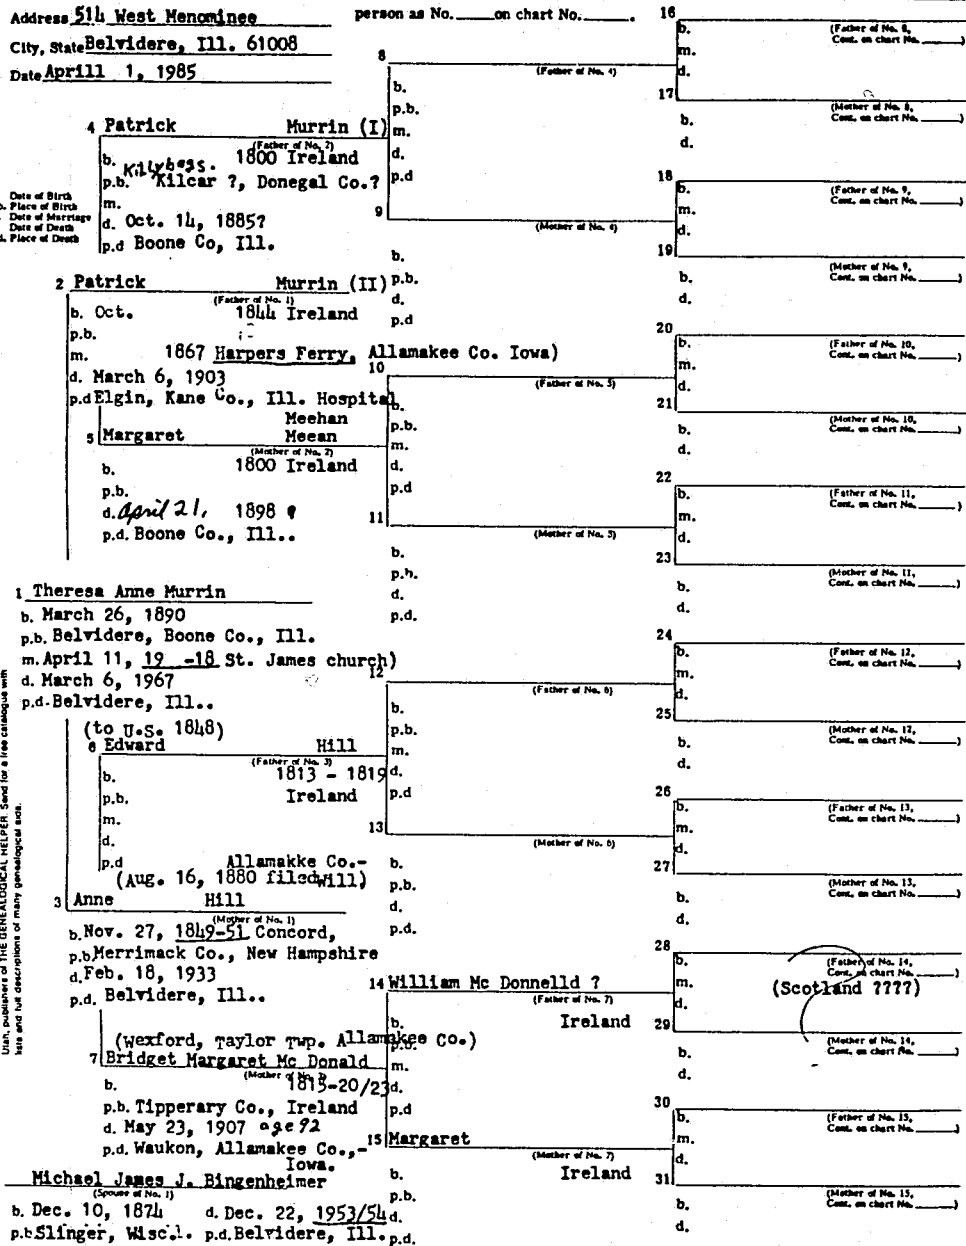 Address 514 West Menominee
City, State Belvidere, Ill. 61008
Date Aprill 1, 1985
person as No. on chart No. .
4 Patrick Murrin (I)
(Father of No. 2)
b. 1800 Ireland
Killybegs.
p.b. Kilcar ?, Donegal Co.?
m.
d. Oct. 14, 1885?
p.d Boone Co, Ill.
Date of Birth
Place of Birth
Date of Marriage
Date of Death
Place of Death
2 Patrick Murrin (II)
(Father of No. 1)
b. Oct. 1844 Ireland
p.b.
m. 1867 Harpers Ferry, Allamakee Co. Iowa)
d. March 6, 1903
p.d Elgin, Kane Co., Ill. Hospital
Meehan
5 Margaret Meean
(Mother of No. 2)
b. 1800 Ireland
p.b.
d. April 21, 1898
p.d. Boone Co., Ill..
1 Theresa Anne Murrin
b. March 26, 1890
p.b. Belvidere, Boone Co., Ill.
m. April 11, 19 -18 St. James church)
d. March 6, 1967
p.d. Belvidere, Ill..
(to U.S. 1848)
6 Edward Hill
(Father of No. 3)
b. 1813 - 1819
p.b. Ireland
m.
d.
p.d Allamakke Co.-
(Aug. 16, 1880 filed will)
3 Anne Hill
(Mother of No. 1)
b. Nov. 27, 1849-51 Concord,
p.b Merrimack Co., New Hampshire
d. Feb. 18, 1933
p.d. Belvidere, Ill..
(Wexford, Taylor Twp. Allamakee Co.)
7 Bridget Margaret Mc Donald
(Mother of No. 3)
b. 1815-20/23
p.b. Tipperary Co., Ireland
d. May 23, 1907 age 92
p.d. Waukon, Allamakee Co.,-
Iowa.
Michael James J. Bingenheimer
(Spouse of No. 1)
b. Dec. 10, 1874 d. Dec. 22, 1953/54
p.b Slinger, Wisc.. p.d. Belvidere, Ill.
Utah, publishers of THE GENEALOGICAL HELPER. Send for a free catalogue with
lists and full descriptions of many genealogical aids.
8
(Father of No. 4)
b.
p.b.
m.
d.
p.d
9
(Mother of No. 4)
b.
p.b.
d.
p.d
10
(Father of No. 5)
b.
p.b.
m.
d.
p.d
11
(Mother of No. 5)
b.
p.b.
d.
p.d.
12
(Father of No. 6)
b.
p.b.
m.
d.
p.d
13
(Mother of No. 6)
b.
p.b.
d.
p.d.
14 William Mc Donnelld ?
(Father of No. 7)
b. Ireland
p.b.
m.
d.
p.d
15 Margaret
(Mother of No. 7)
b. Ireland
p.b.
d.
p.d.
16
b. (Father of No. 8,
m. Cont. on chart No. )
d.
17
b. (Mother of No. 8,
Cont. on chart No. )
d.
18
b. (Father of No. 9,
m. Cont. on chart No. )
d.
19
b. (Mother of No. 9,
Cont. on chart No. )
d.
20
b. (Father of No. 10,
m. Cont. on chart No. )
d.
21
b. (Mother of No. 10,
Cont. on chart No. )
d.
22
b. (Father of No. 11,
m. Cont. on chart No. )
d.
23
b. (Mother of No. 11,
Cont. on chart No. )
d.
24
b. (Father of No. 12,
m. Cont. on chart No. )
d.
25
b. (Mother of No. 12,
Cont. on chart No. )
d.
26
b. (Father of No. 13,
m. Cont. on chart No. )
d.
27
b. (Mother of No. 13,
Cont. on chart No. )
d.
28
b. (Father of No. 14,
m. Cont. on chart No. )
d. (Scotland ????)
29
b. (Mother of No. 14,
Cont. on chart No. )
d.
30
b. (Father of No. 15,
m. Cont. on chart No. )
d.
31
b. (Mother of No. 15,
Cont. on chart No. )
d.